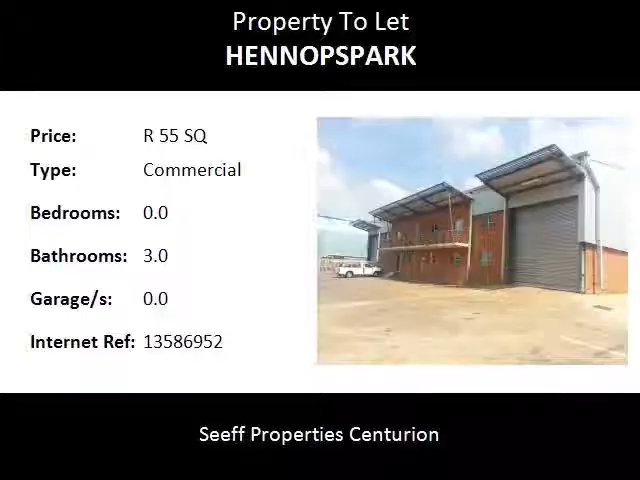 Property To Let
HENNOPSPARK
Price: R 55 SQ
Type: Commercial
Bedrooms: 0.0
Bathrooms: 3.0
Garage/s: 0.0
Internet Ref: 13586952
Seeff Properties Centurion